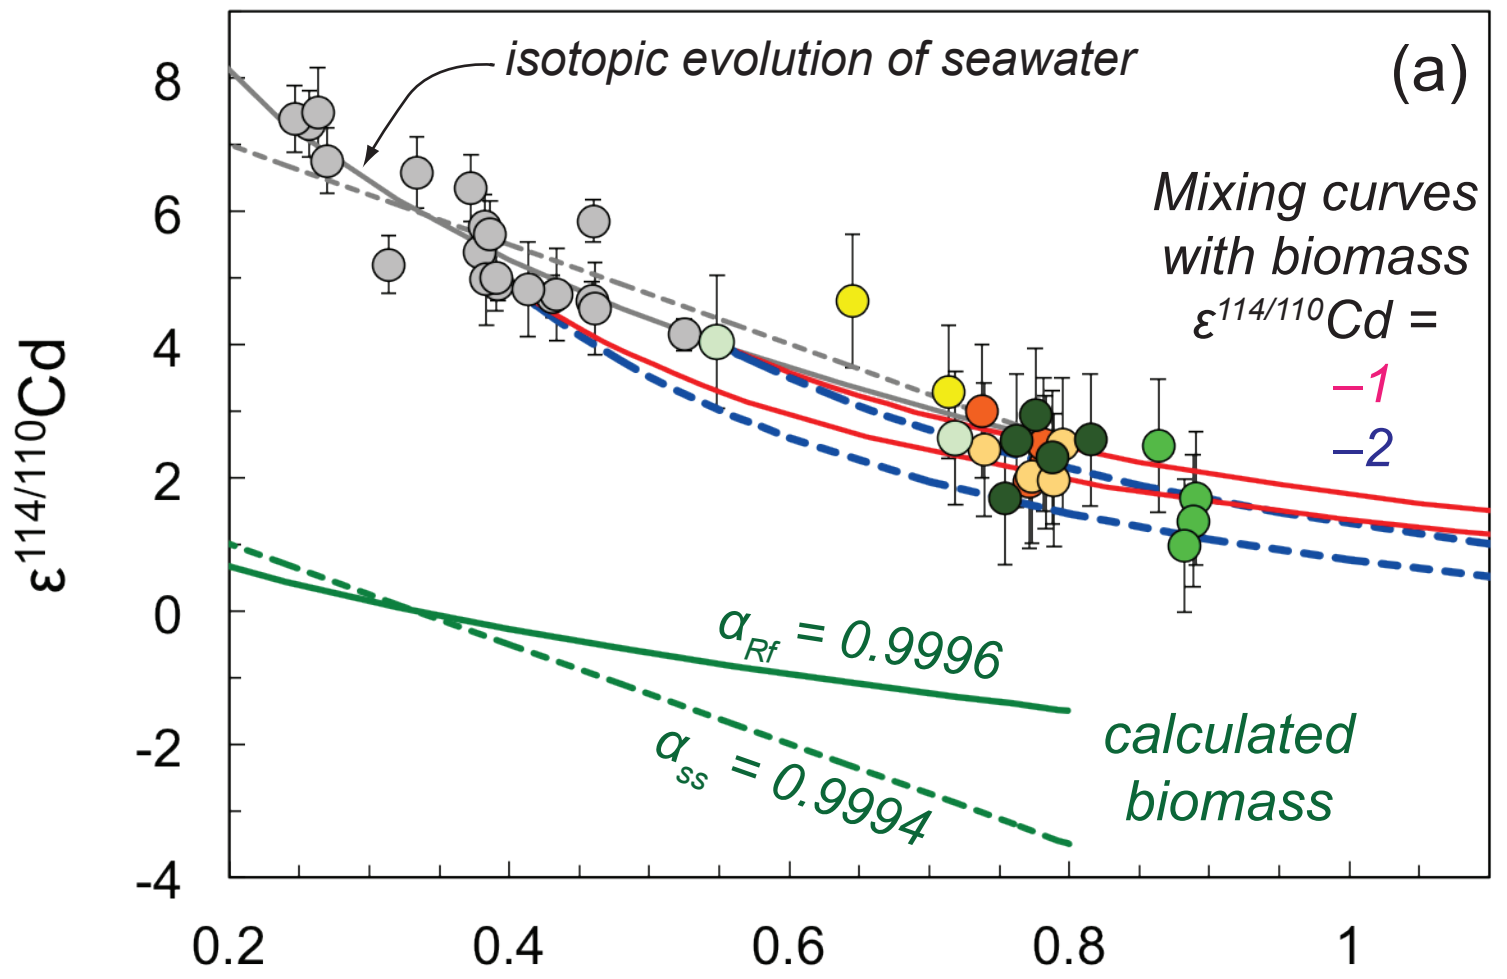 isotopic evolution of seawater
(a)
Mixing curves
with biomass
ε114/110Cd =
–1
–2
ε114/110Cd
8
6
4
2
0
-2
-4
αRf = 0.9996
αss = 0.9994
calculated
biomass
0.2
0.4
0.6
0.8
1